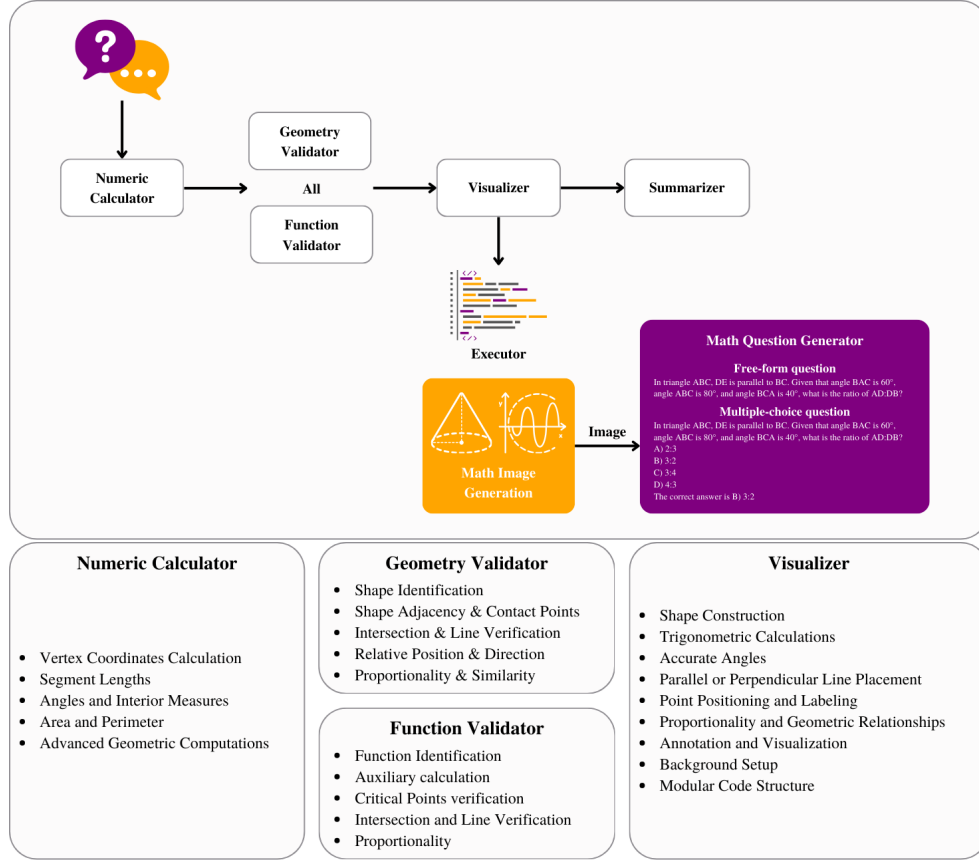 ?
Geometry
Validator
Numeric
Calculator
All
Visualizer
Summarizer
Function
Validator
</>
</>
Executor
Math Question Generator
Free-form question
In triangle ABC, DE is parallel to BC. Given that angle BAC is 60°,
angle ABC is 80°, and angle BCA is 40°, what is the ratio of AD:DB?
Multiple-choice question
In triangle ABC, DE is parallel to BC. Given that angle BAC is 60°,
angle ABC is 80°, and angle BCA is 40°, what is the ratio of AD:DB?
A) 2:3
B) 3:2
C) 3:4
D) 4:3
The correct answer is B) 3:2
y
x
Math Image
Generation
Image
Numeric Calculator
• Vertex Coordinates Calculation
• Segment Lengths
• Angles and Interior Measures
• Area and Perimeter
• Advanced Geometric Computations
Geometry Validator
• Shape Identification
• Shape Adjacency & Contact Points
• Intersection & Line Verification
• Relative Position & Direction
• Proportionality & Similarity
Function Validator
• Function Identification
• Auxiliary calculation
• Critical Points verification
• Intersection and Line Verification
• Proportionality
Visualizer
• Shape Construction
• Trigonometric Calculations
• Accurate Angles
• Parallel or Perpendicular Line Placement
• Point Positioning and Labeling
• Proportionality and Geometric Relationships
• Annotation and Visualization
• Background Setup
• Modular Code Structure